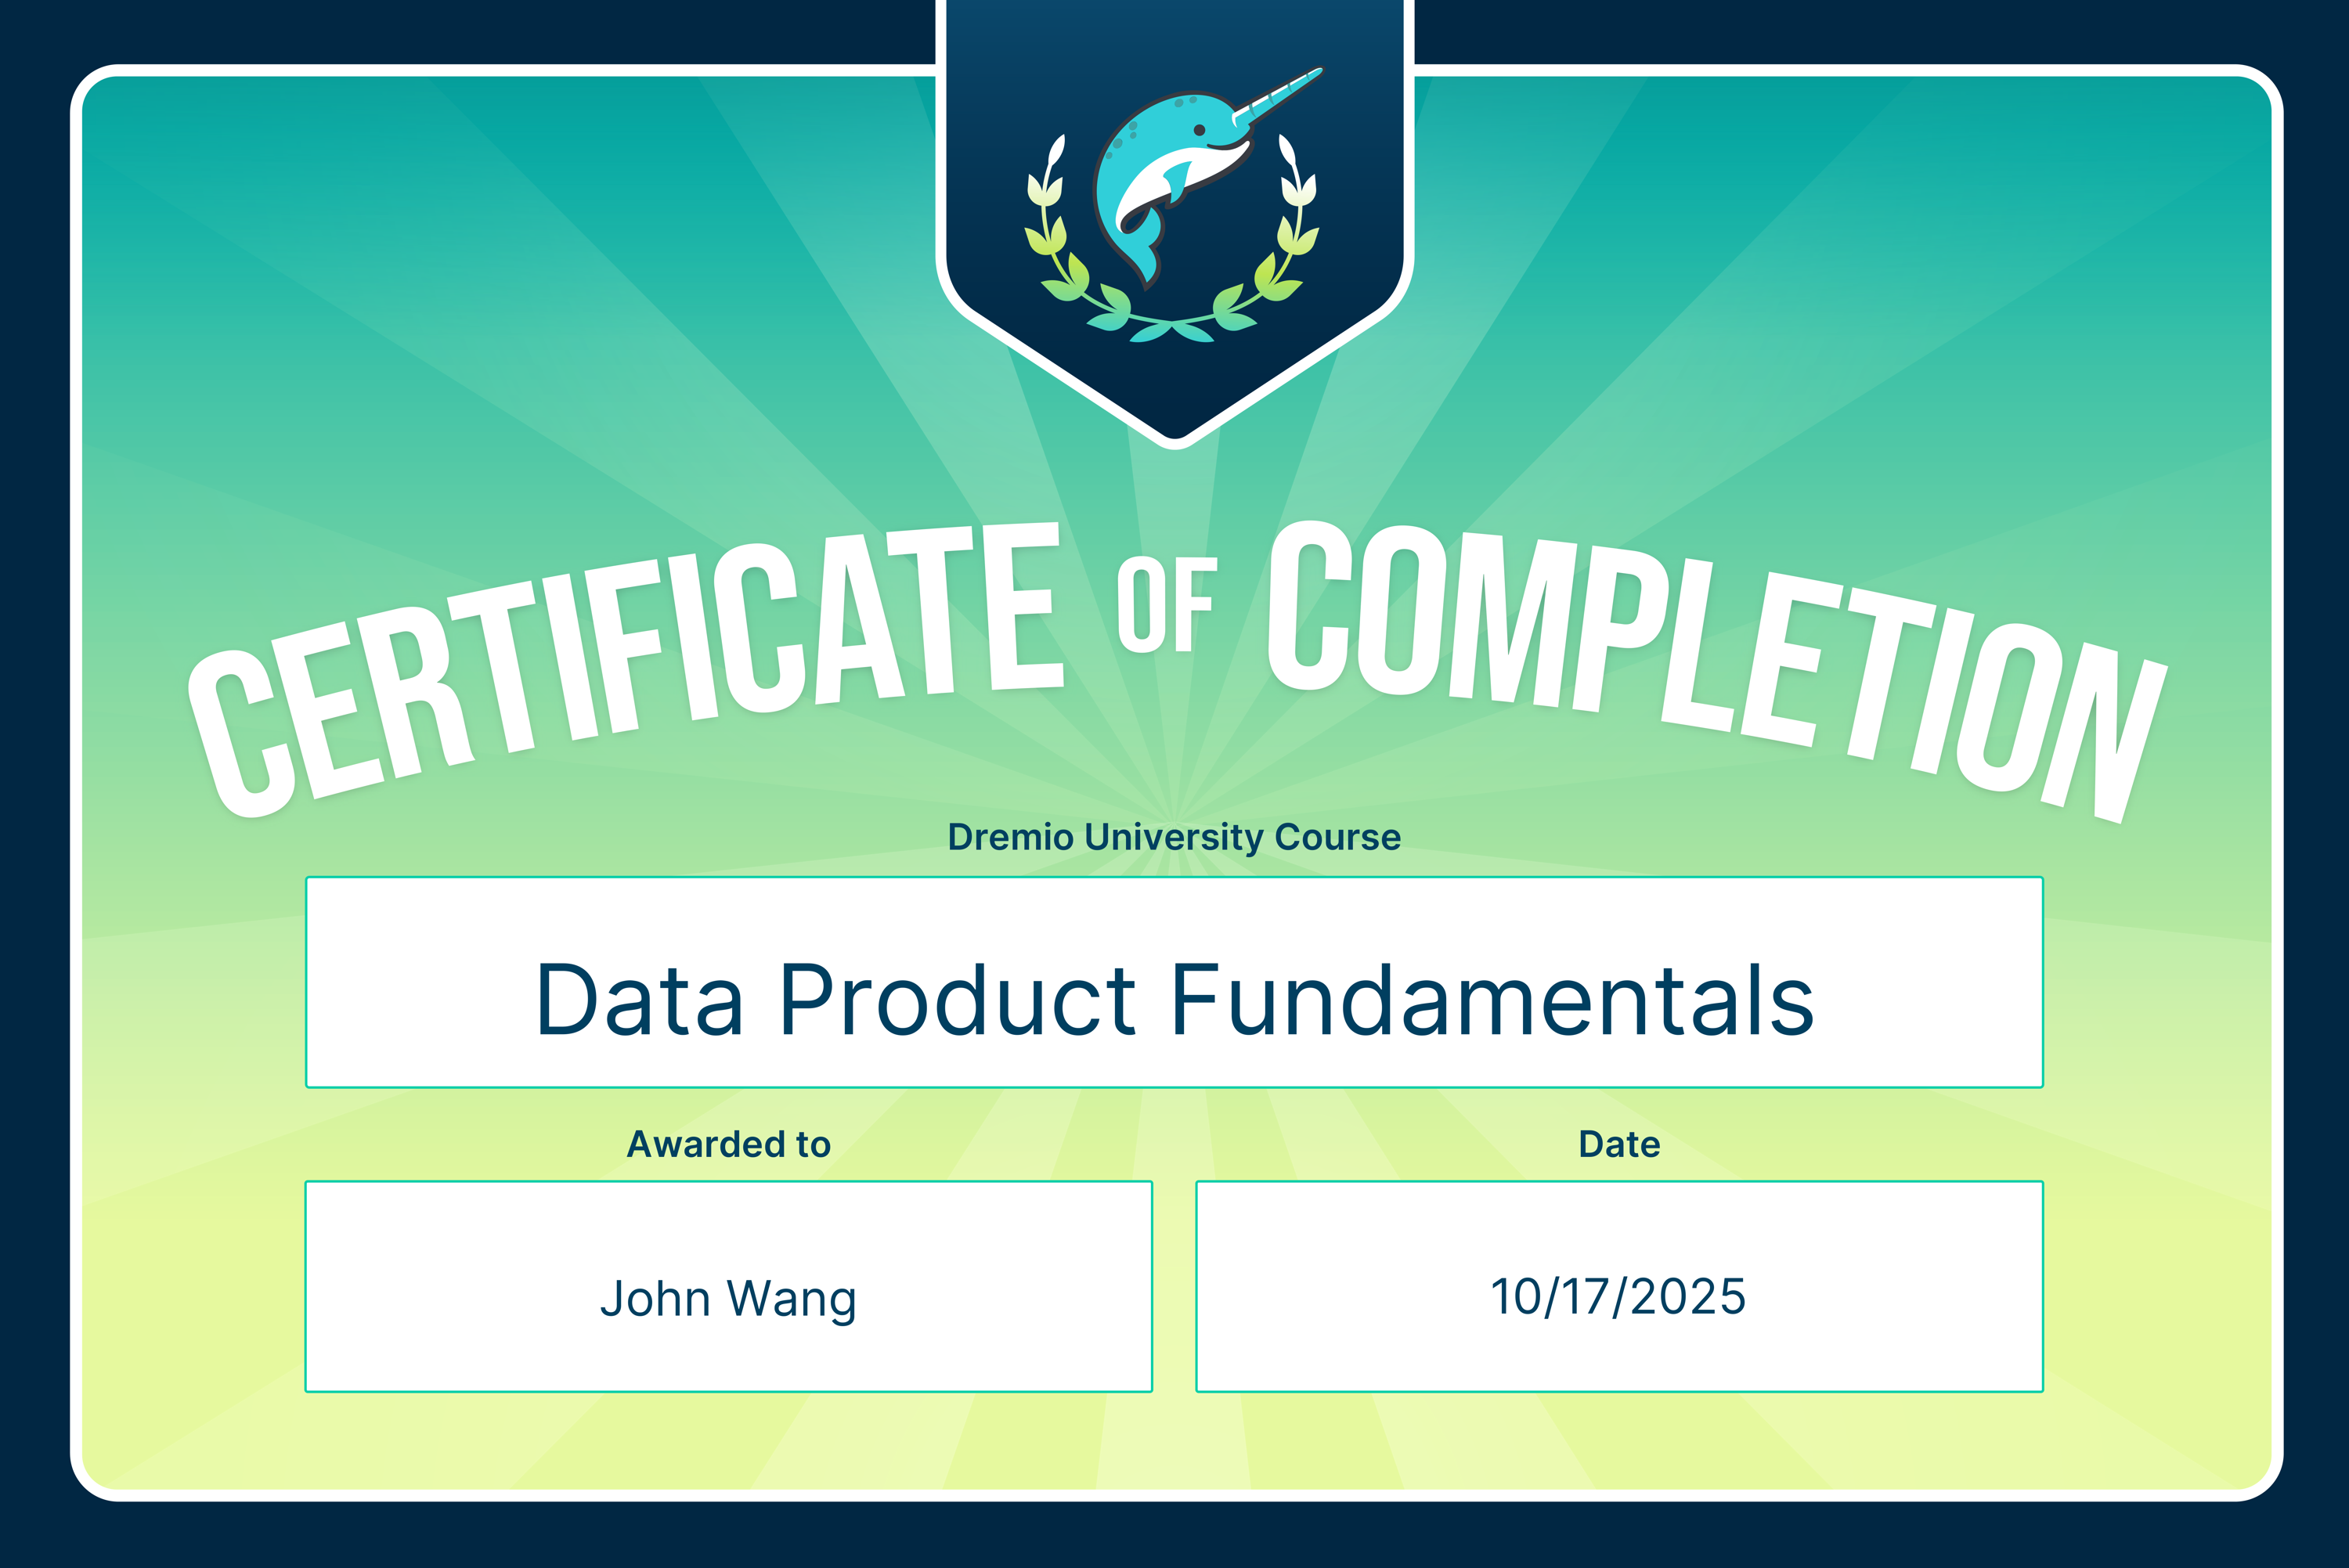 CERTIFICATE OF COMPLETION
Dremio University Course
Data Product Fundamentals
Awarded to
Date
John Wang
10/17/2025